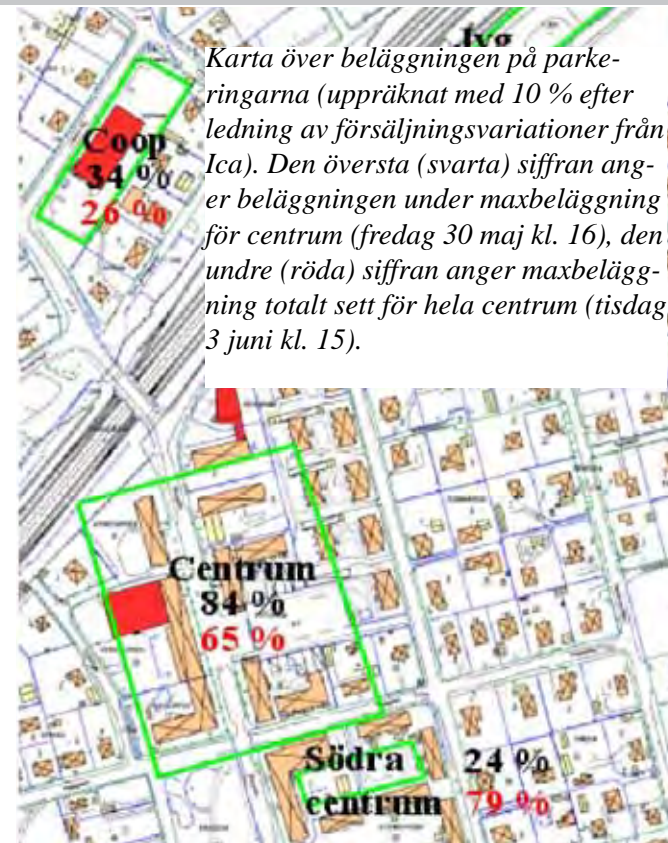 Jvg
Karta över beläggningen på parke-
ringarna (uppräknat med 10 % efter
ledning av försäljningsvariationer från
Ica). Den översta (svarta) siffran ang-
er beläggningen under maxbeläggning
för centrum (fredag 30 maj kl. 16), den
undre (röda) siffran anger maxbelägg-
ning totalt sett för hela centrum (tisdag
3 juni kl. 15).
Coop
34 %
26 %
Centrum
84 %
65 %
Södra
centrum
24 %
79 %